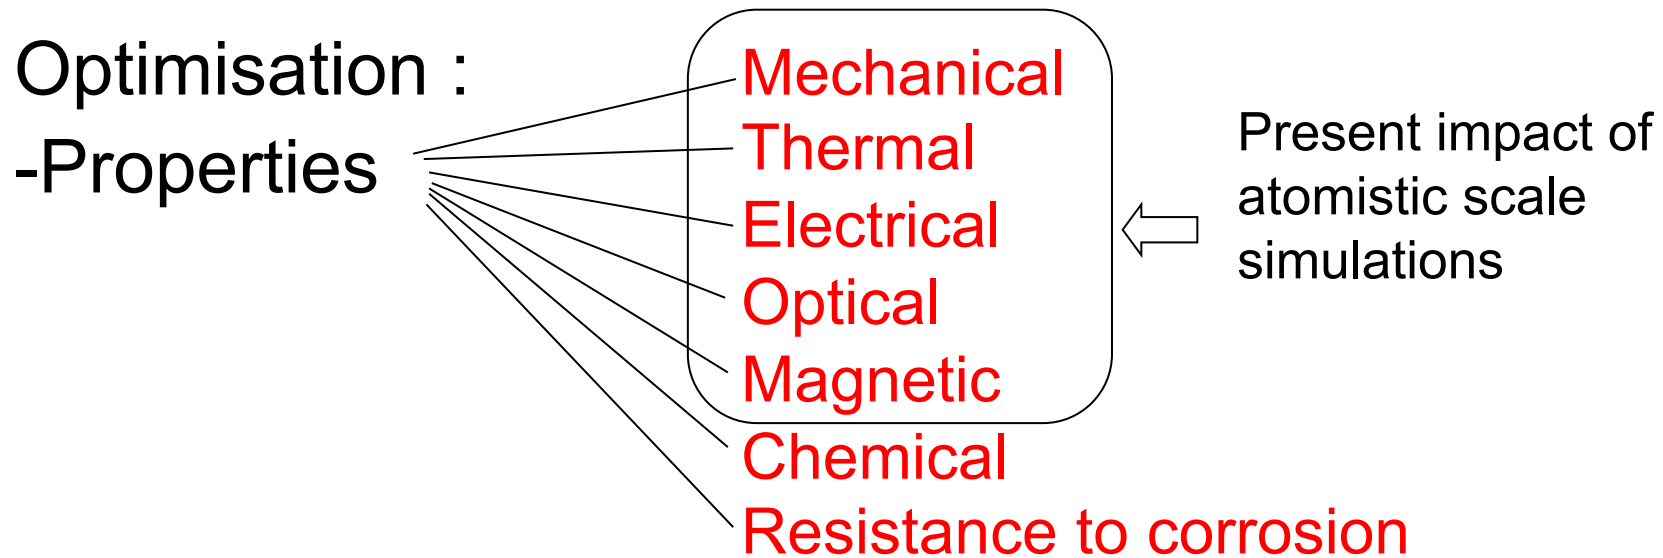 Optimisation :
-Properties
Mechanical
Thermal
Electrical
Optical
Magnetic
Chemical
Resistance to corrosion
Present impact of
atomistic scale
simulations